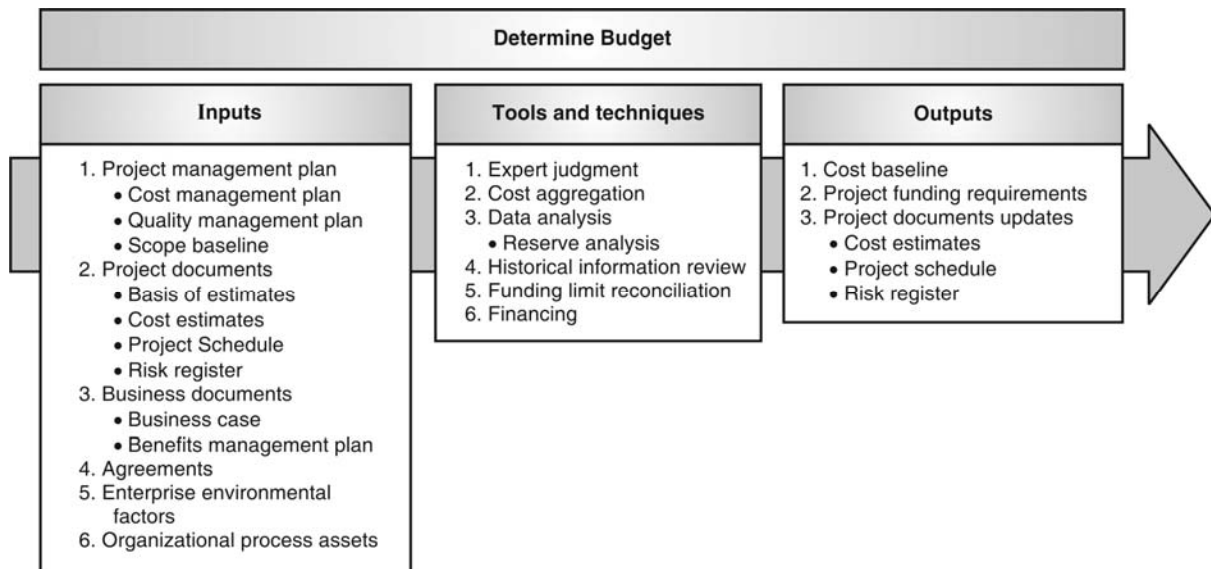 Determine Budget
Inputs
1. Project management plan
• Cost management plan
• Quality management plan
• Scope baseline
2. Project documents
• Basis of estimates
• Cost estimates
• Project Schedule
• Risk register
3. Business documents
• Business case
• Benefits management plan
4. Agreements
5. Enterprise environmental
factors
6. Organizational process assets
Tools and techniques
1. Expert judgment
2. Cost aggregation
3. Data analysis
• Reserve analysis
4. Historical information review
5. Funding limit reconciliation
6. Financing
Outputs
1. Cost baseline
2. Project funding requirements
3. Project documents updates
• Cost estimates
• Project schedule
• Risk register